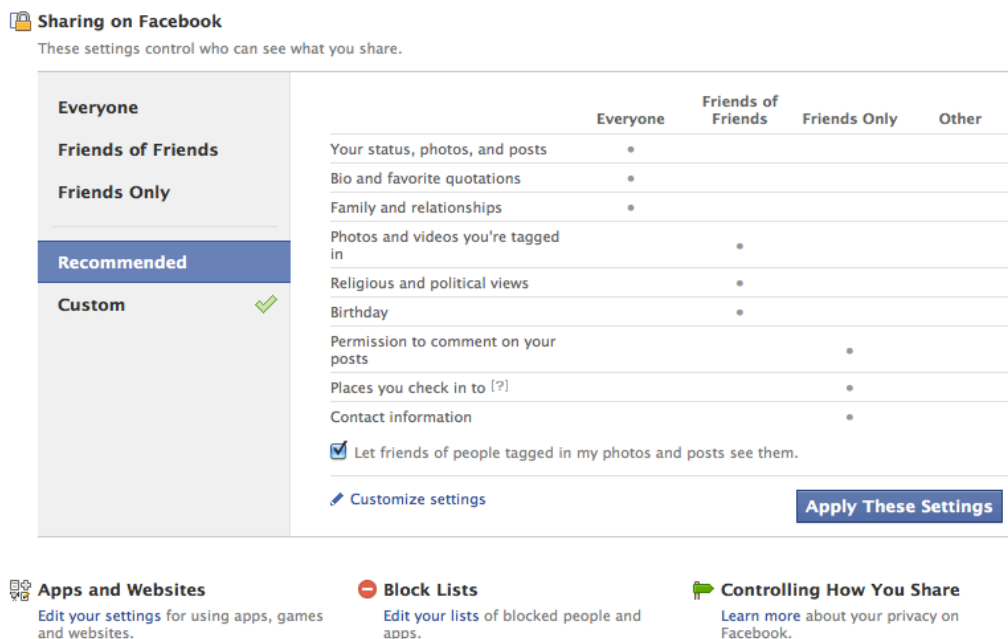 Sharing on Facebook
These settings control who can see what you share.
Everyone
Friends of Friends
Friends Only
Recommended
Custom
Everyone
Friends of
Friends
Friends Only
Other
Your status, photos, and posts
Bio and favorite quotations
Family and relationships
Photos and videos you're tagged
in
Religious and political views
Birthday
Permission to comment on your
posts
Places you check in to [?]
Contact information
Let friends of people tagged in my photos and posts see them.
Customize settings
Apply These Settings
Apps and Websites
Edit your settings for using apps, games
and websites.
Block Lists
Edit your lists of blocked people and
apps.
Controlling How You Share
Learn more about your privacy on
Facebook.